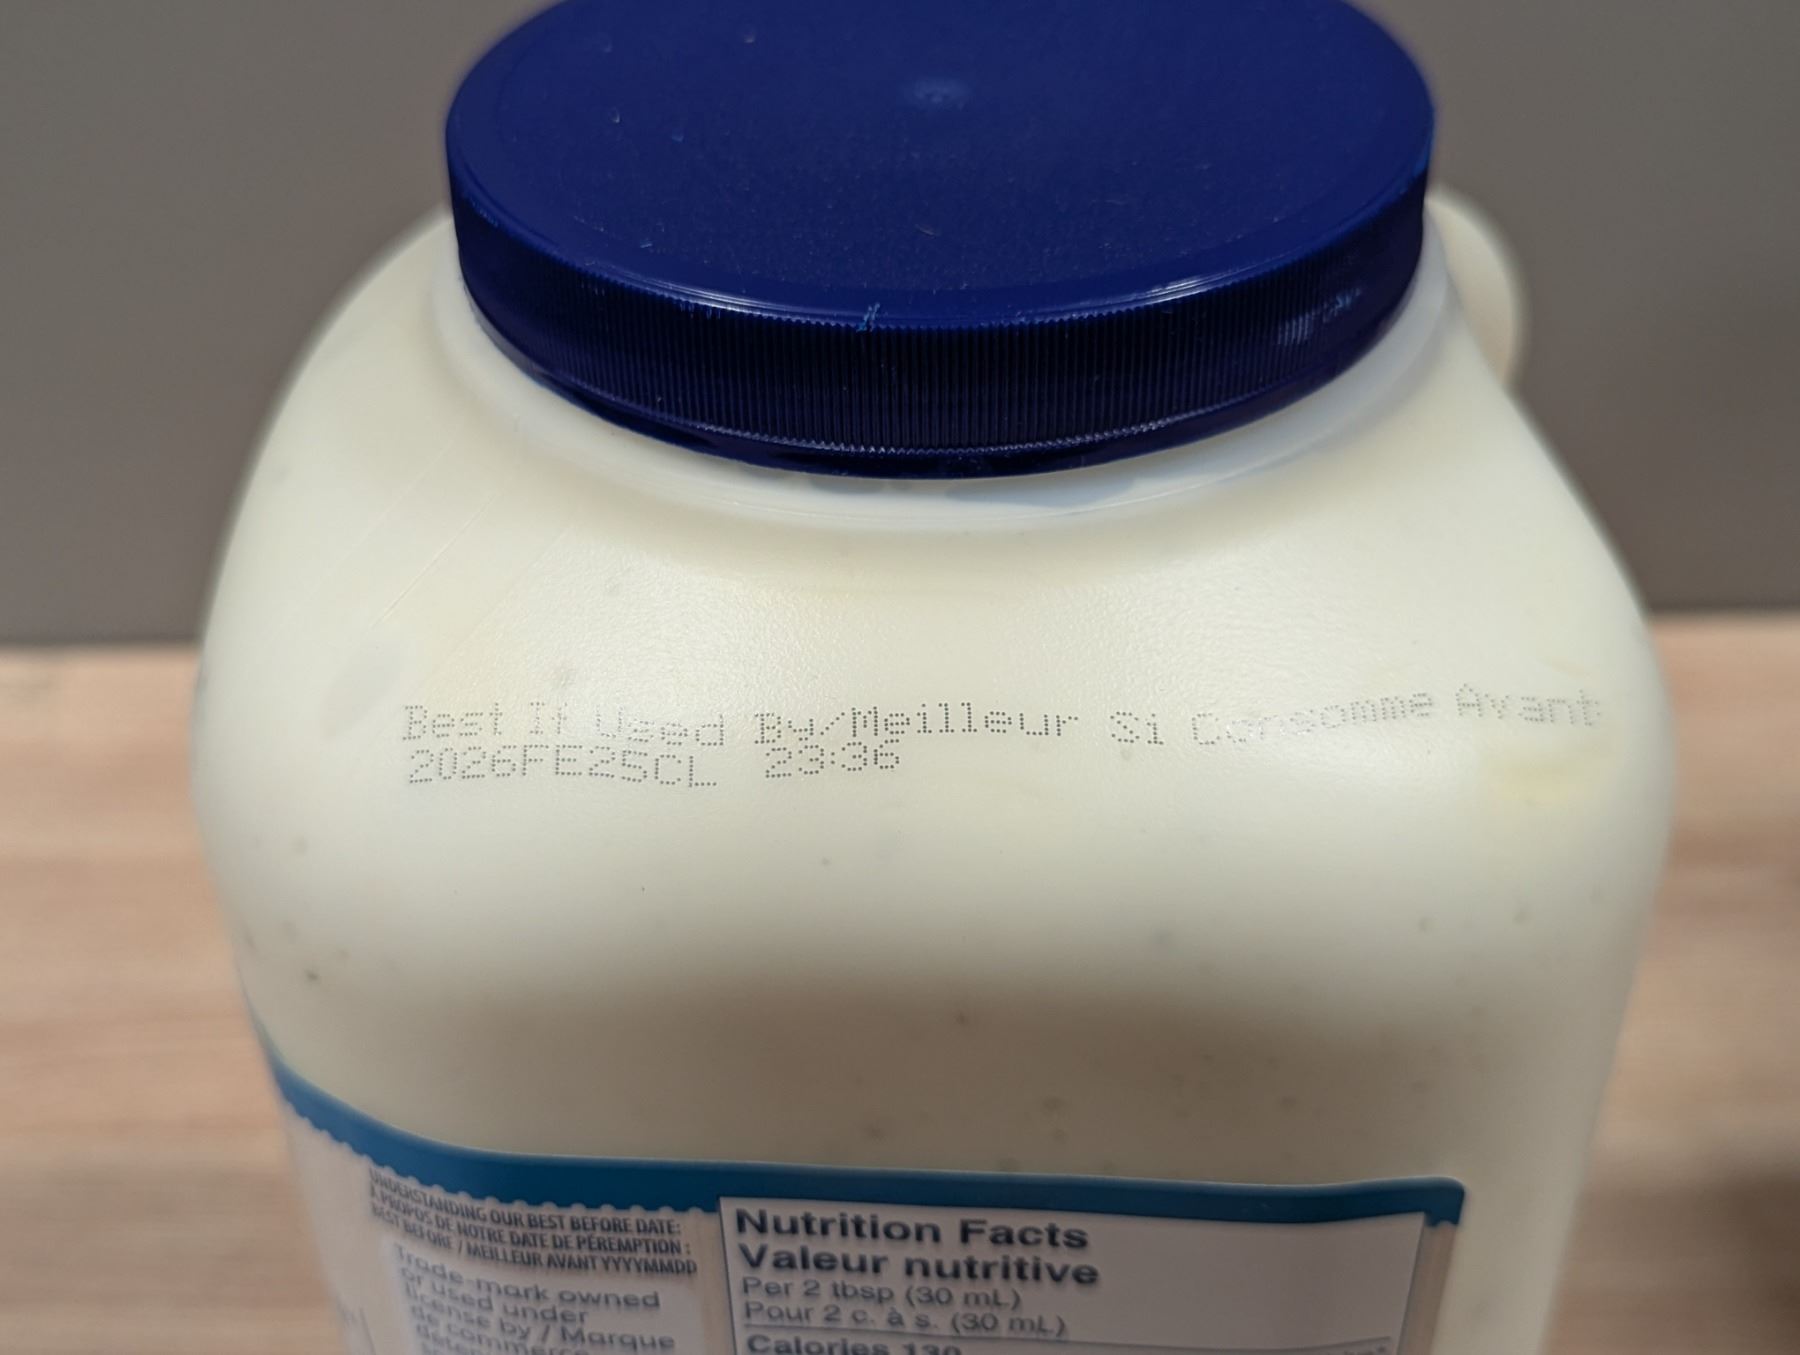 Best If Used By/Meilleur Si Consomme Avant
2026FE25CL 23:36
UNDERSTANDING OUR BEST BEFORE DATE:
À PROPOS DE NOTRE DATE DE PÉREMPTION :
BEST BEFORE / MEILLEUR AVANT YYYYMMDD
Trade-mark owned
or used under
license by / Marque
de commerce
Nutrition Facts
Valeur nutritive
Per 2 tbsp (30 mL)
Pour 2 c. à s. (30 mL)
Calories 130